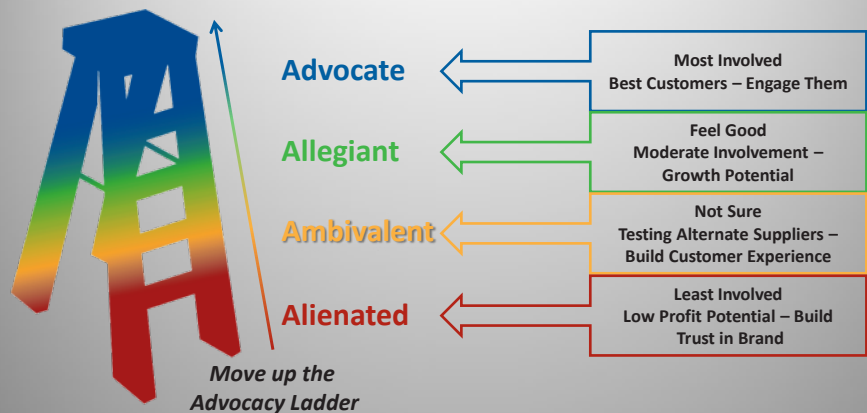 Advocate
Most Involved
Best Customers – Engage Them
Allegiant
Feel Good
Moderate Involvement –
Growth Potential
Ambivalent
Not Sure
Testing Alternate Suppliers –
Build Customer Experience
Alienated
Least Involved
Low Profit Potential – Build
Trust in Brand
Move up the
Advocacy Ladder